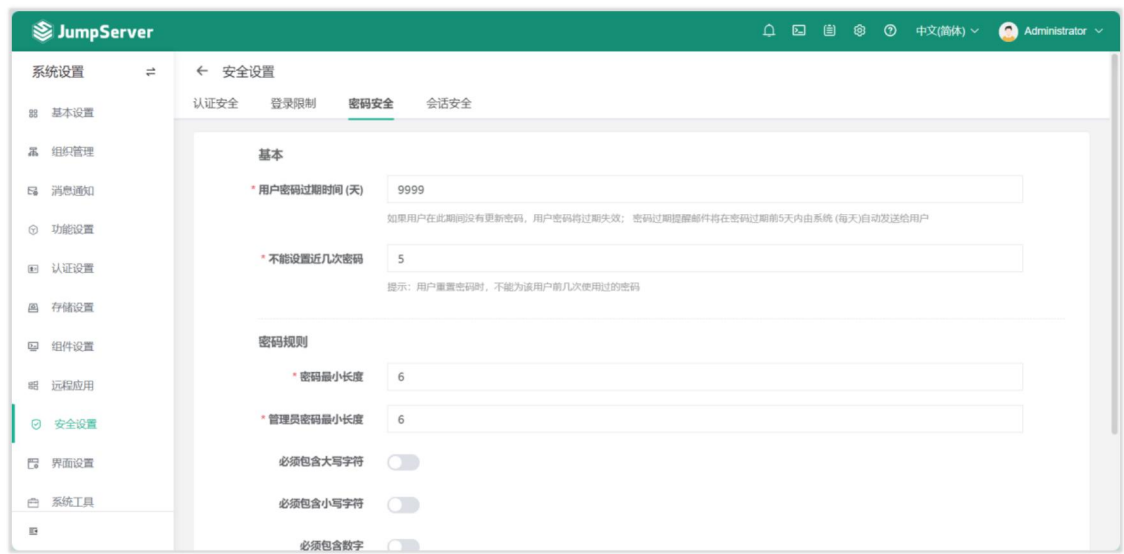 JumpServer
中文(简体)
Administrator
系统设置
安全设置
认证安全 登录限制 密码安全 会话安全
基本设置
组织管理
消息通知
功能设置
认证设置
存储设置
组件设置
远程应用
安全设置
界面设置
系统工具
基本
* 用户密码过期时间 (天) 9999
如果用户在此期间没有更新密码，用户密码将过期失效； 密码过期提醒邮件将在密码过期前5天内由系统 (每天)自动发送给用户
* 不能设置近几次密码 5
提示：用户重置密码时，不能为该用户前几次使用过的密码
密码规则
* 密码最小长度 6
* 管理员密码最小长度 6
必须包含大写字符
必须包含小写字符
必须包含数字